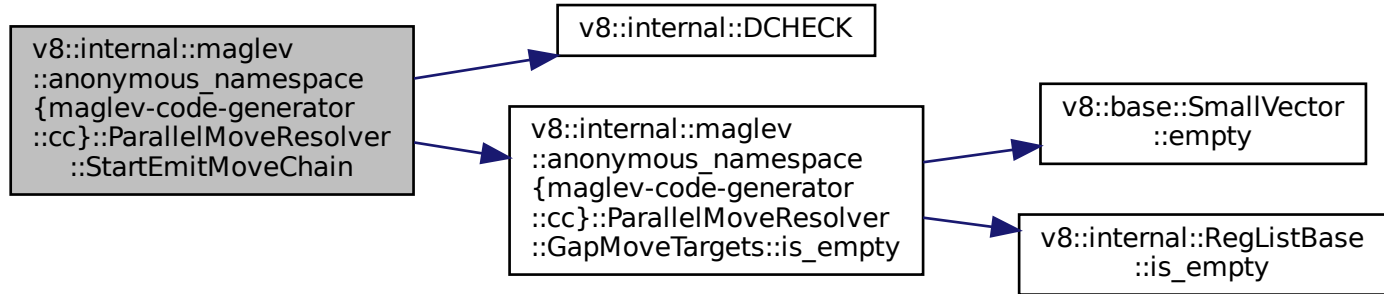 v8::internal::maglev
::anonymous_namespace
{maglev-code-generator
::cc}::ParallelMoveResolver
::StartEmitMoveChain
v8::internal::DCHECK
v8::internal::maglev
::anonymous_namespace
{maglev-code-generator
::cc}::ParallelMoveResolver
::GapMoveTargets::is_empty
v8::base::SmallVector
::empty
v8::internal::RegListBase
::is_empty